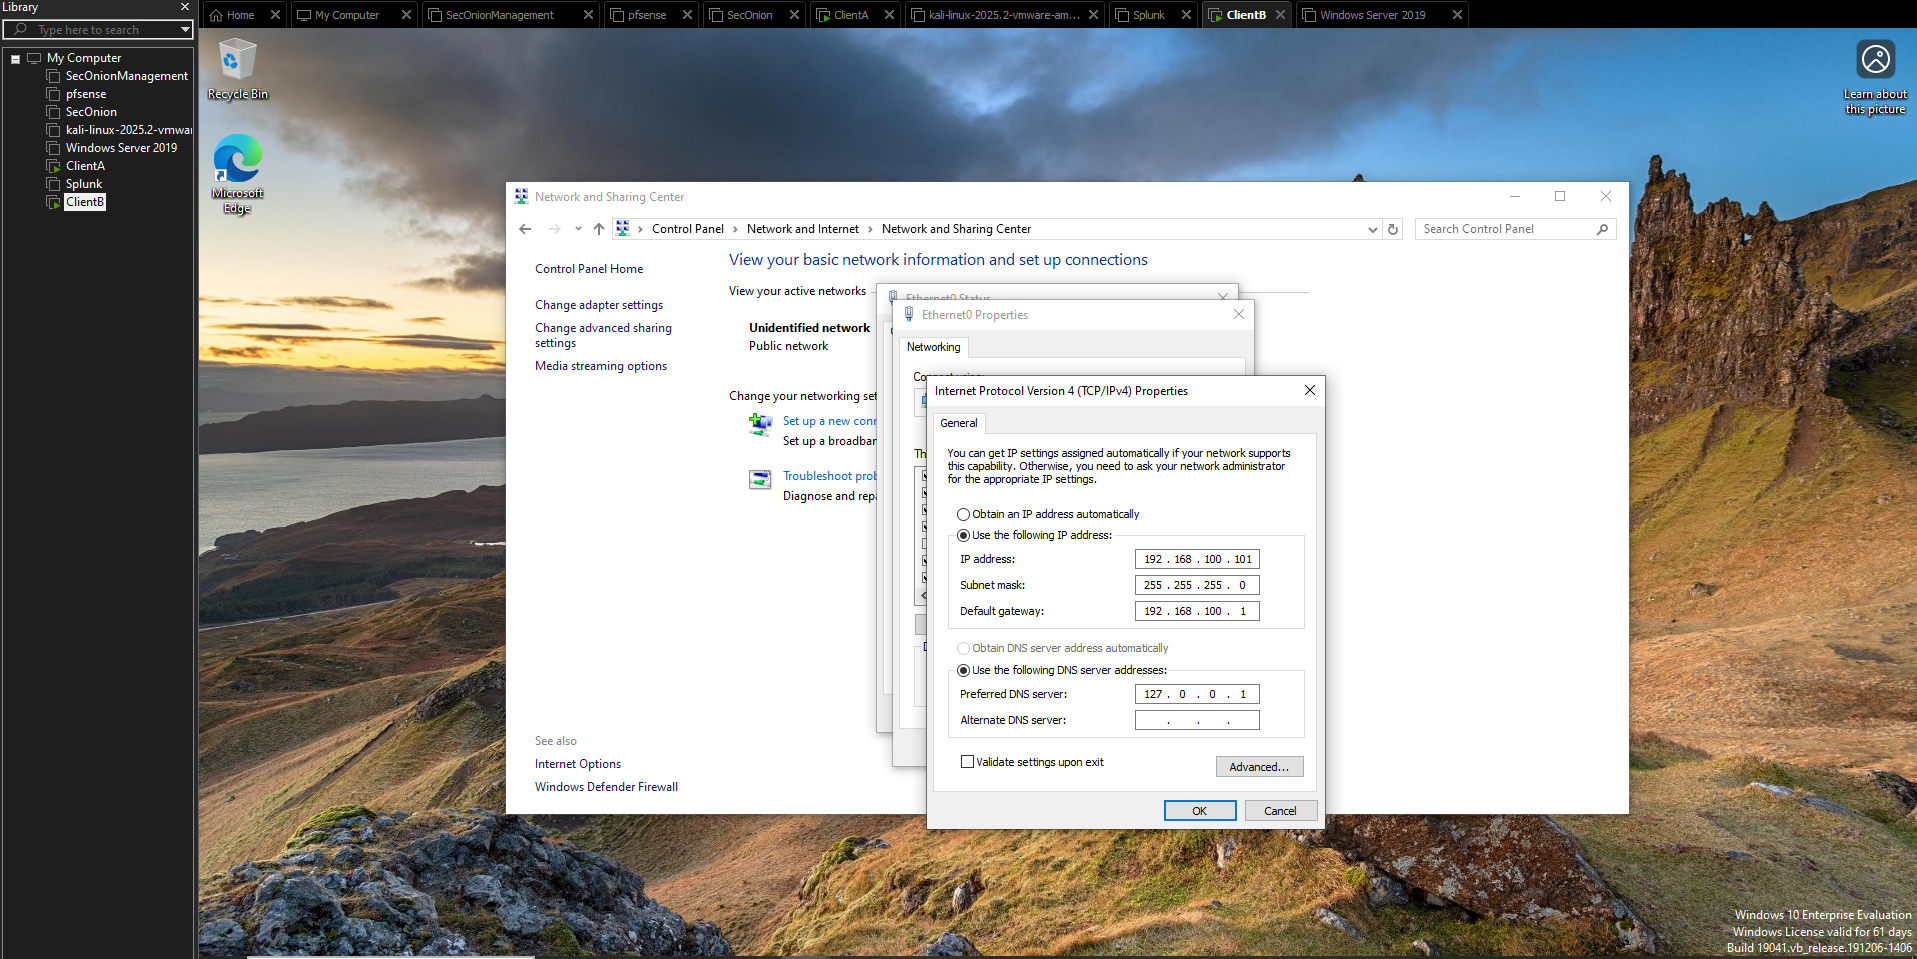 Library
Type here to search
My Computer
SecOnionManagement
pfsense
SecOnion
kali-linux-2025.2-vmwar
Windows Server 2019
ClientA
Splunk
ClientB
Home
My Computer
SecOnionManagement
pfsense
SecOnion
ClientA
kali-linux-2025.2-vmware-am...
Splunk
ClientB
Windows Server 2019
Recycle Bin
Microsoft
Edge
Learn about
this picture
Network and Sharing Center
Control Panel > Network and Internet > Network and Sharing Center
Search Control Panel
Control Panel Home
Change adapter settings
Change advanced sharing
settings
Media streaming options
See also
Internet Options
Windows Defender Firewall
View your basic network information and set up connections
View your active networks
Unidentified network
Public network
Change your networking set
Set up a new conn
Set up a broadban
Troubleshoot prob
Diagnose and repa
Ethernet0 Status
Ethernet0 Properties
Networking
Connect using:
Th
Internet Protocol Version 4 (TCP/IPv4) Properties
General
You can get IP settings assigned automatically if your network supports
this capability. Otherwise, you need to ask your network administrator
for the appropriate IP settings.
Obtain an IP address automatically
Use the following IP address:
IP address: 192 . 168 . 100 . 101
Subnet mask: 255 . 255 . 255 . 0
Default gateway: 192 . 168 . 100 . 1
Obtain DNS server address automatically
Use the following DNS server addresses:
Preferred DNS server: 127 . 0 . 0 . 1
Alternate DNS server: . . .
Validate settings upon exit
Advanced...
OK
Cancel
Windows 10 Enterprise Evaluation
Windows License valid for 61 days
Build 19041.vb_release.191206-1406